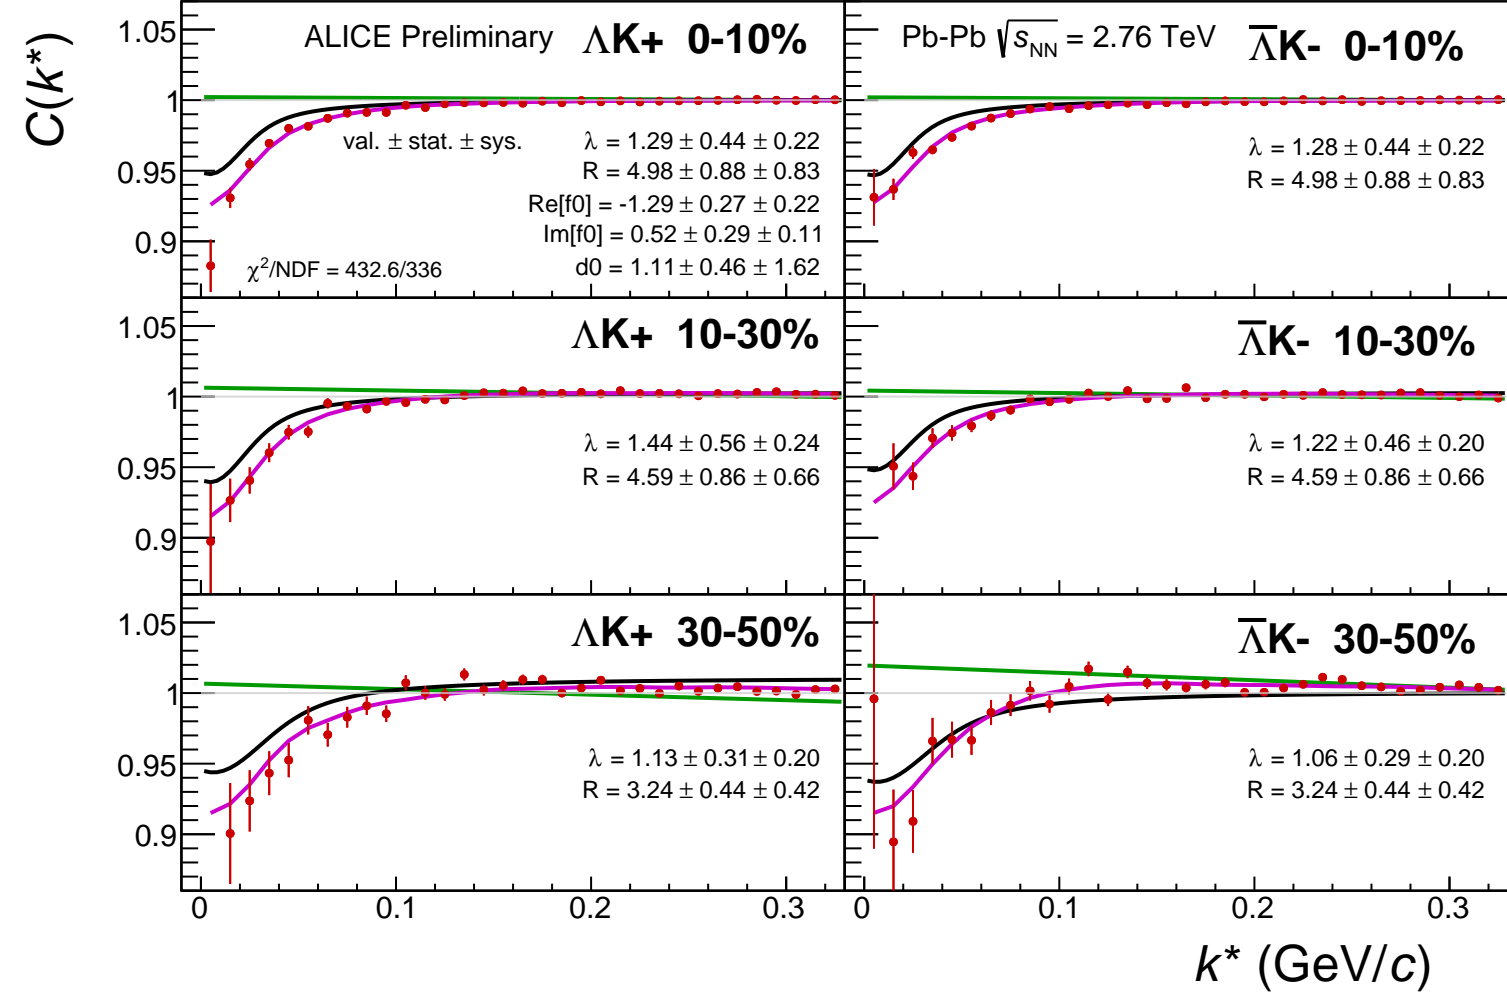 C(k*)
1.05
1
0.95
0.9
ALICE Preliminary ΛK+ 0-10%
val. ± stat. ± sys.
λ = 1.29 ± 0.44 ± 0.22
R = 4.98 ± 0.88 ± 0.83
Re[f0] = -1.29 ± 0.27 ± 0.22
Im[f0] = 0.52 ± 0.29 ± 0.11
d0 = 1.11 ± 0.46 ± 1.62
χ²/NDF = 432.6/336
Pb-Pb √sNN = 2.76 TeV Λ̅K- 0-10%
λ = 1.28 ± 0.44 ± 0.22
R = 4.98 ± 0.88 ± 0.83
1.05
1
0.95
0.9
ΛK+ 10-30%
λ = 1.44 ± 0.56 ± 0.24
R = 4.59 ± 0.86 ± 0.66
Λ̅K- 10-30%
λ = 1.22 ± 0.46 ± 0.20
R = 4.59 ± 0.86 ± 0.66
1.05
1
0.95
0.9
ΛK+ 30-50%
λ = 1.13 ± 0.31 ± 0.20
R = 3.24 ± 0.44 ± 0.42
Λ̅K- 30-50%
λ = 1.06 ± 0.29 ± 0.20
R = 3.24 ± 0.44 ± 0.42
0 0.1 0.2 0.3 0 0.1 0.2 0.3
k* (GeV/c)